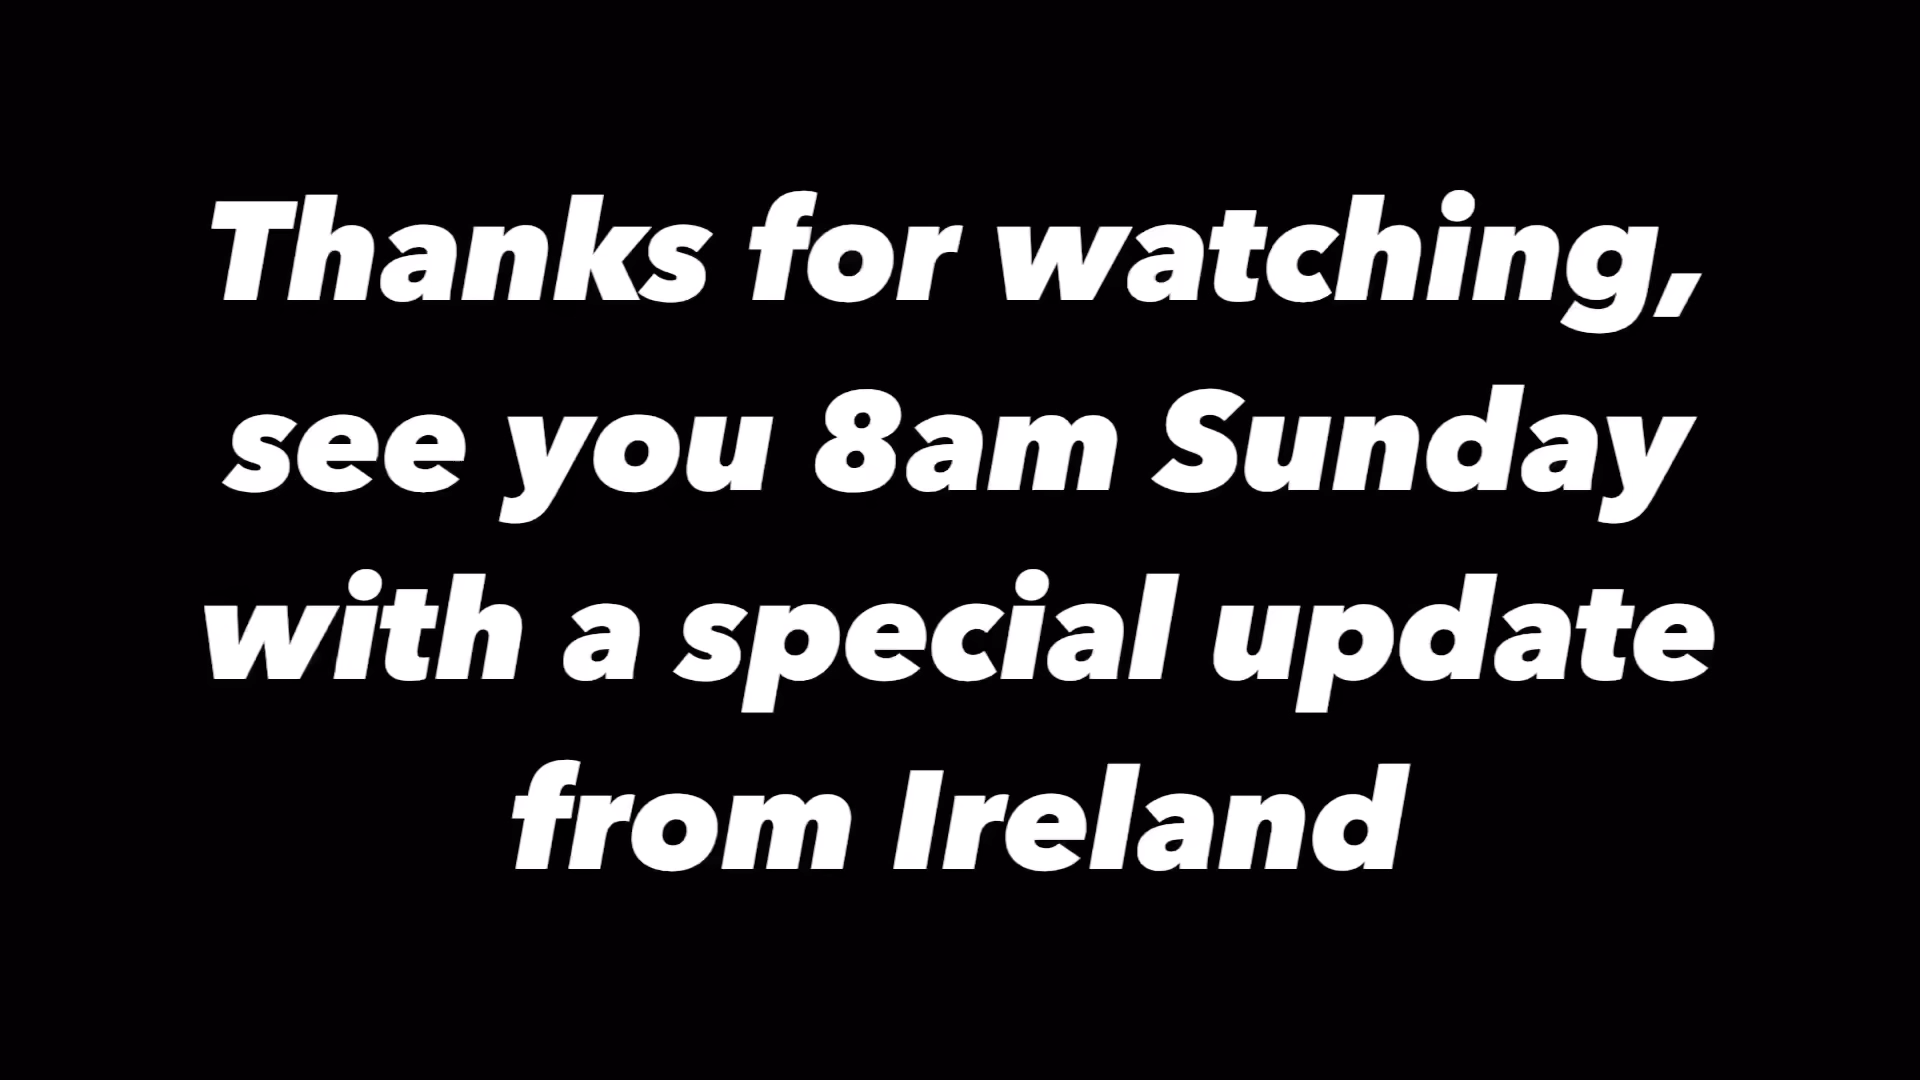 Thanks for watching,
see you 8am Sunday
with a special update
from Ireland